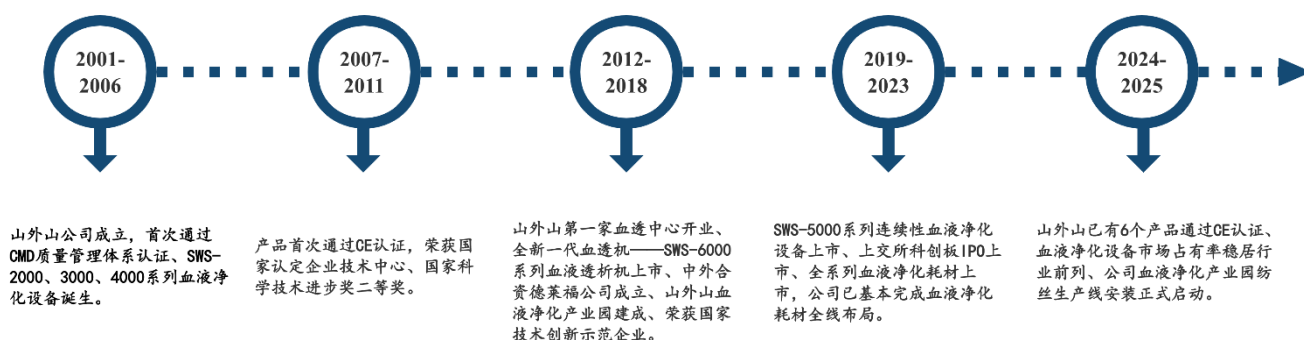 2001-
2006
2007-
2011
2012-
2018
2019-
2023
2024-
2025
山外山公司成立，首次通过
CMD质量管理体系认证、SWS-
2000、3000、4000系列血液净
化设备诞生。
产品首次通过CE认证，荣获国
家认定企业技术中心、国家科
学技术进步奖二等奖。
山外山第一家血透中心开业、
全新一代血透机——SWS-6000
系列血液透析机上市、中外合
资德莱福公司成立、山外山血
液净化产业园建成、荣获国家
技术创新示范企业。
SWS-5000系列连续性血液净化
设备上市、上交所科创板IPO上
市、全系列血液净化耗材上
市，公司已基本完成血液净化
耗材全线布局。
山外山已有6个产品通过CE认证、
血液净化设备市场占有率稳居行
业前列、公司血液净化产业园纺
丝生产线安装正式启动。